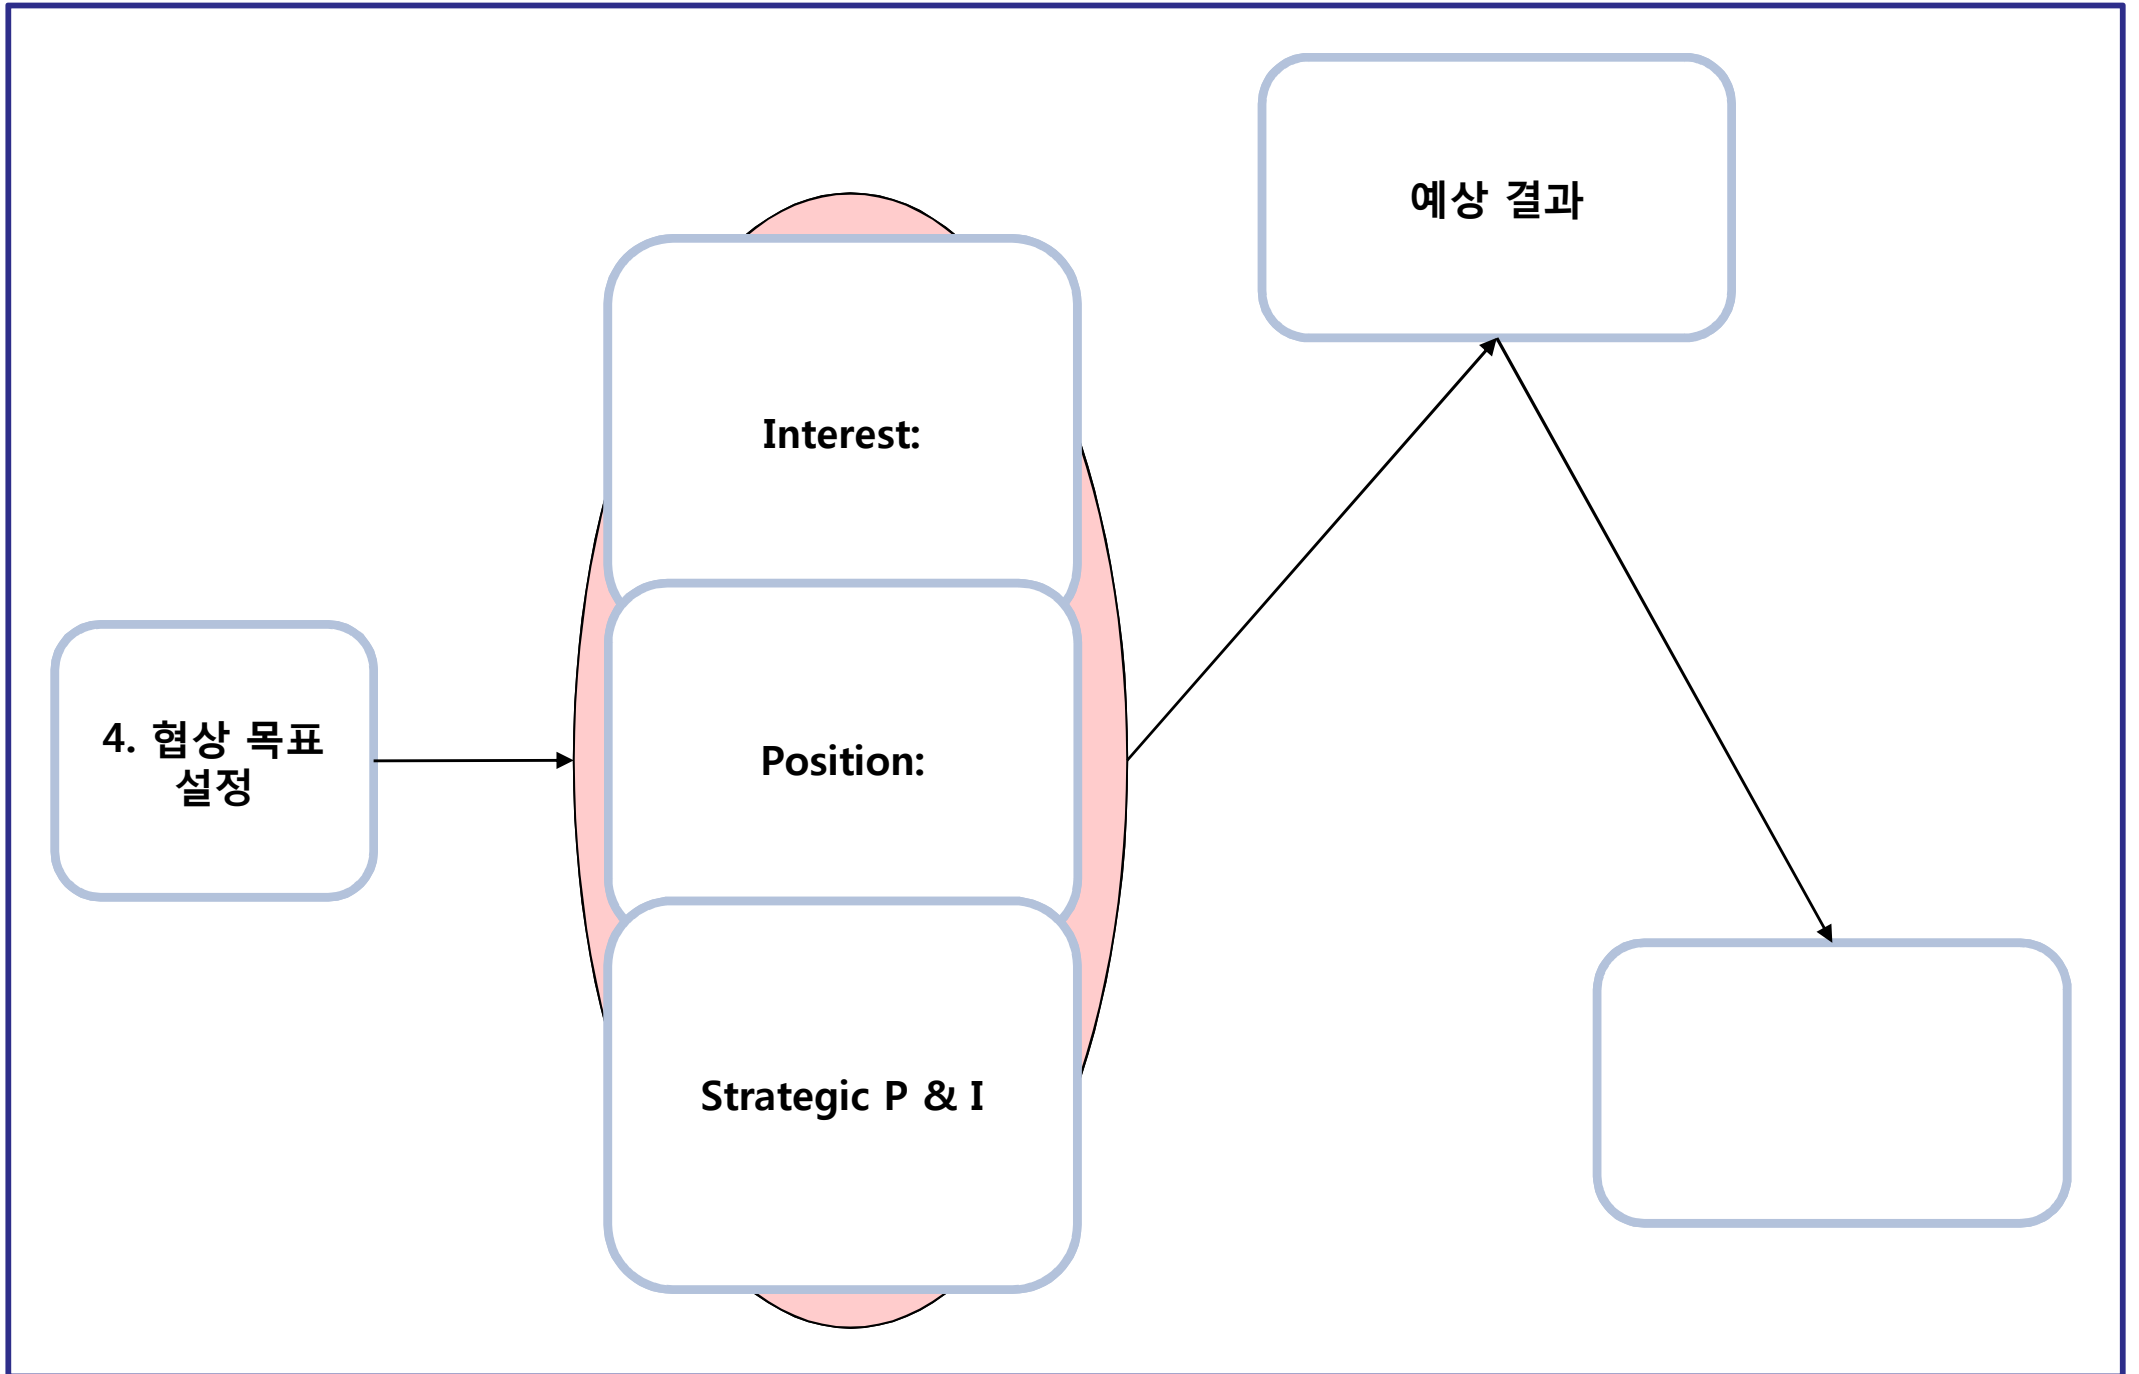 예상 결과
Interest:
4. 협상 목표
설정
Position:
Strategic P & I